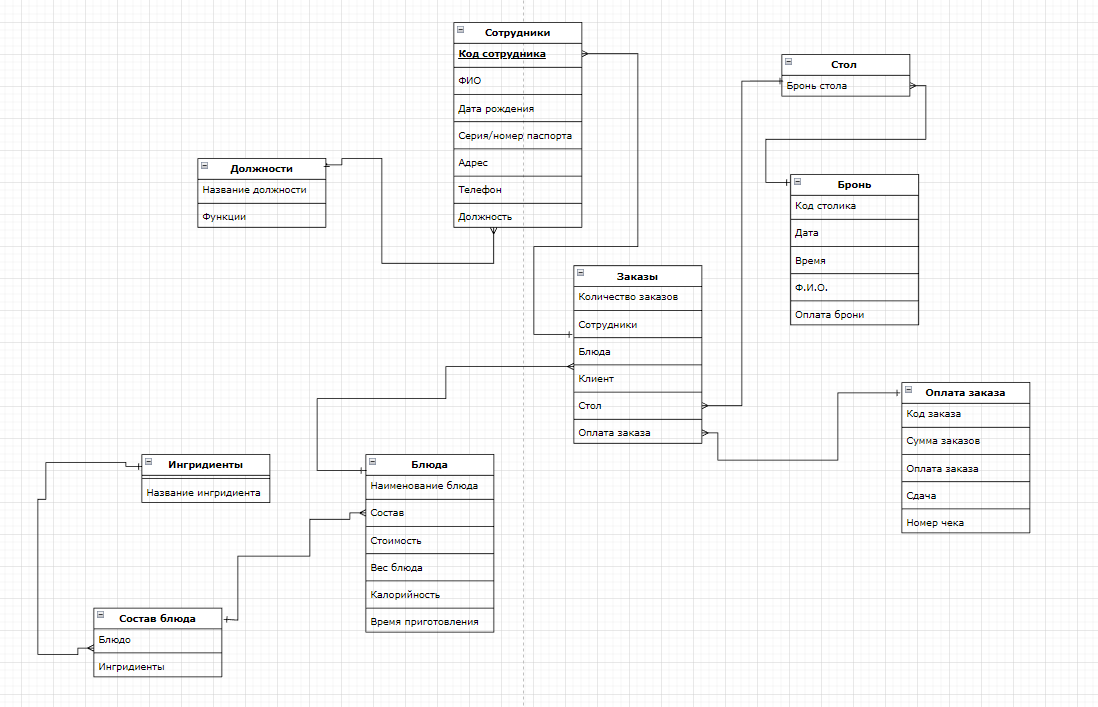 Сотрудники
Код сотрудника
ФИО
Дата рождения
Серия/номер паспорта
Адрес
Телефон
Должность
Стол
Бронь стола
Должности
Название должности
Функции
Бронь
Код столика
Дата
Время
Ф.И.О.
Оплата брони
Заказы
Количество заказов
Сотрудники
Блюда
Клиент
Стол
Оплата заказа
Оплата заказа
Код заказа
Сумма заказов
Оплата заказа
Сдача
Номер чека
Ингридиенты
Название ингридиента
Блюда
Наименование блюда
Состав
Стоимость
Вес блюда
Калорийность
Время приготовления
Состав блюда
Блюдо
Ингридиенты